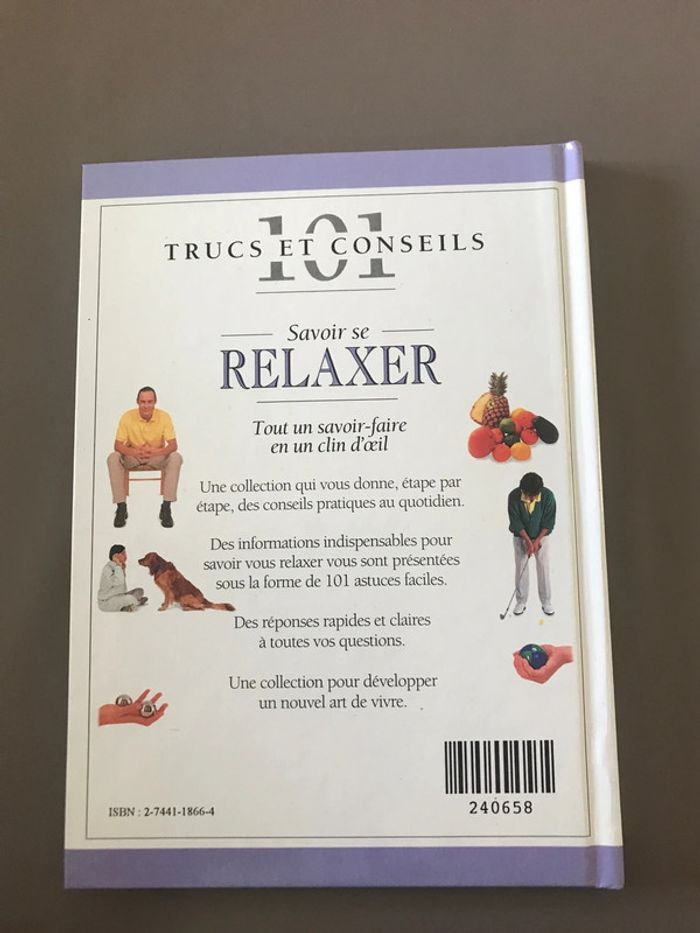 101
TRUCS ET CONSEILS
Savoir se
RELAXER
Tout un savoir-faire
en un clin d'œil
Une collection qui vous donne, étape par
étape, des conseils pratiques au quotidien.
Des informations indispensables pour
savoir vous relaxer vous sont présentées
sous la forme de 101 astuces faciles.
Des réponses rapides et claires
à toutes vos questions.
Une collection pour développer
un nouvel art de vivre.
ISBN : 2-7441-1866-4
240658